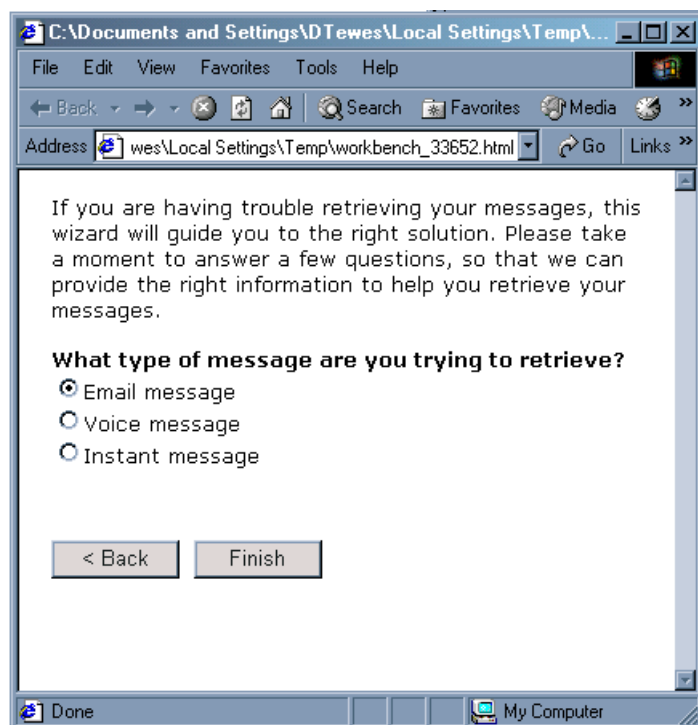 C:\Documents and Settings\DTewes\Local Settings\Temp\...
File Edit View Favorites Tools Help
Back Search Favorites Media »
Address wes\Local Settings\Temp\workbench_33652.html Go Links »
If you are having trouble retrieving your messages, this
wizard will guide you to the right solution. Please take
a moment to answer a few questions, so that we can
provide the right information to help you retrieve your
messages.
What type of message are you trying to retrieve?
Email message
Voice message
Instant message
< Back Finish
Done My Computer